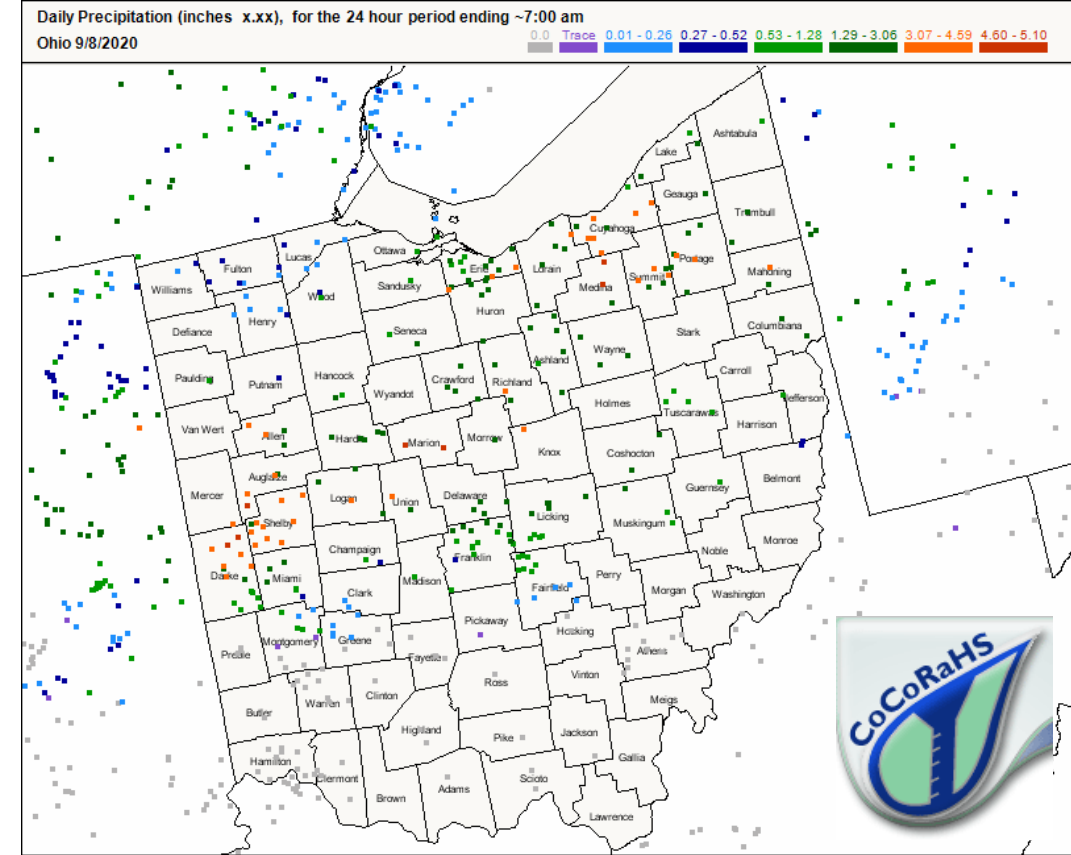 Daily Precipitation (inches x.xx), for the 24 hour period ending ~7:00 am
Ohio 9/8/2020
0.0 Trace 0.01 - 0.26 0.27 - 0.52 0.53 - 1.28 1.29 - 3.06 3.07 - 4.59 4.60 - 5.10
Ashtabula
Lake
Geauga
Trumbull
Cuyahoga
Ottawa
Lucas
Fulton
Williams
Erie
Lorain
Portage
Mahoning
Summit
Medina
Sandusky
Wood
Henry
Huron
Defiance
Seneca
Stark
Columbiana
Ashland
Wayne
Paulding
Putnam
Hancock
Wyandot
Crawford
Richland
Carroll
Jefferson
Holmes
Tuscarawas
Harrison
Van Wert
Allen
Hardin
Marion
Morrow
Knox
Coshocton
Mercer
Auglaize
Logan
Union
Delaware
Guernsey
Belmont
Shelby
Licking
Muskingum
Champaign
Franklin
Noble
Monroe
Darke
Miami
Clark
Madison
Fairfield
Perry
Morgan
Washington
Preble
Montgomery
Greene
Fayette
Pickaway
Hocking
Athens
Ross
Vinton
Butler
Warren
Clinton
Meigs
Highland
Pike
Jackson
Gallia
Hamilton
Clermont
Brown
Adams
Scioto
Lawrence
CoCoRaHS